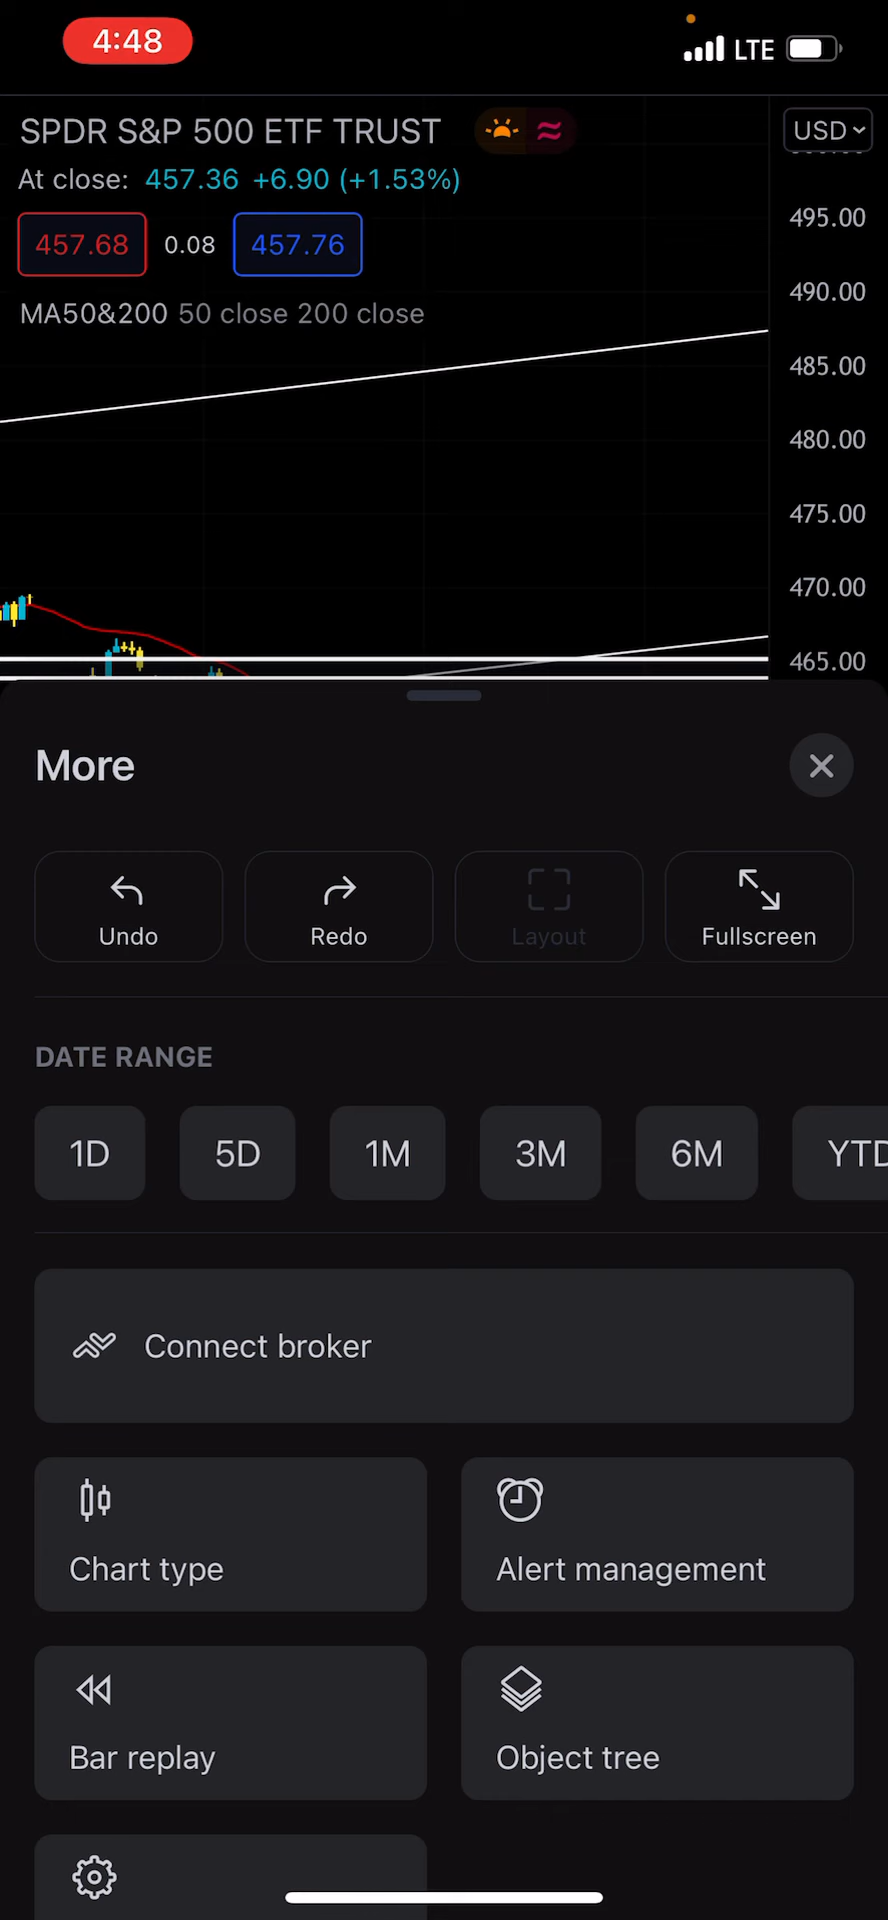 4:48
LTE
SPDR S&P 500 ETF TRUST
USD
At close: 457.36 +6.90 (+1.53%)
457.68 0.08 457.76
MA50&200 50 close 200 close
495.00
490.00
485.00
480.00
475.00
470.00
465.00
More
Undo
Redo
Layout
Fullscreen
DATE RANGE
1D 5D 1M 3M 6M YTD
Connect broker
Chart type
Alert management
Bar replay
Object tree